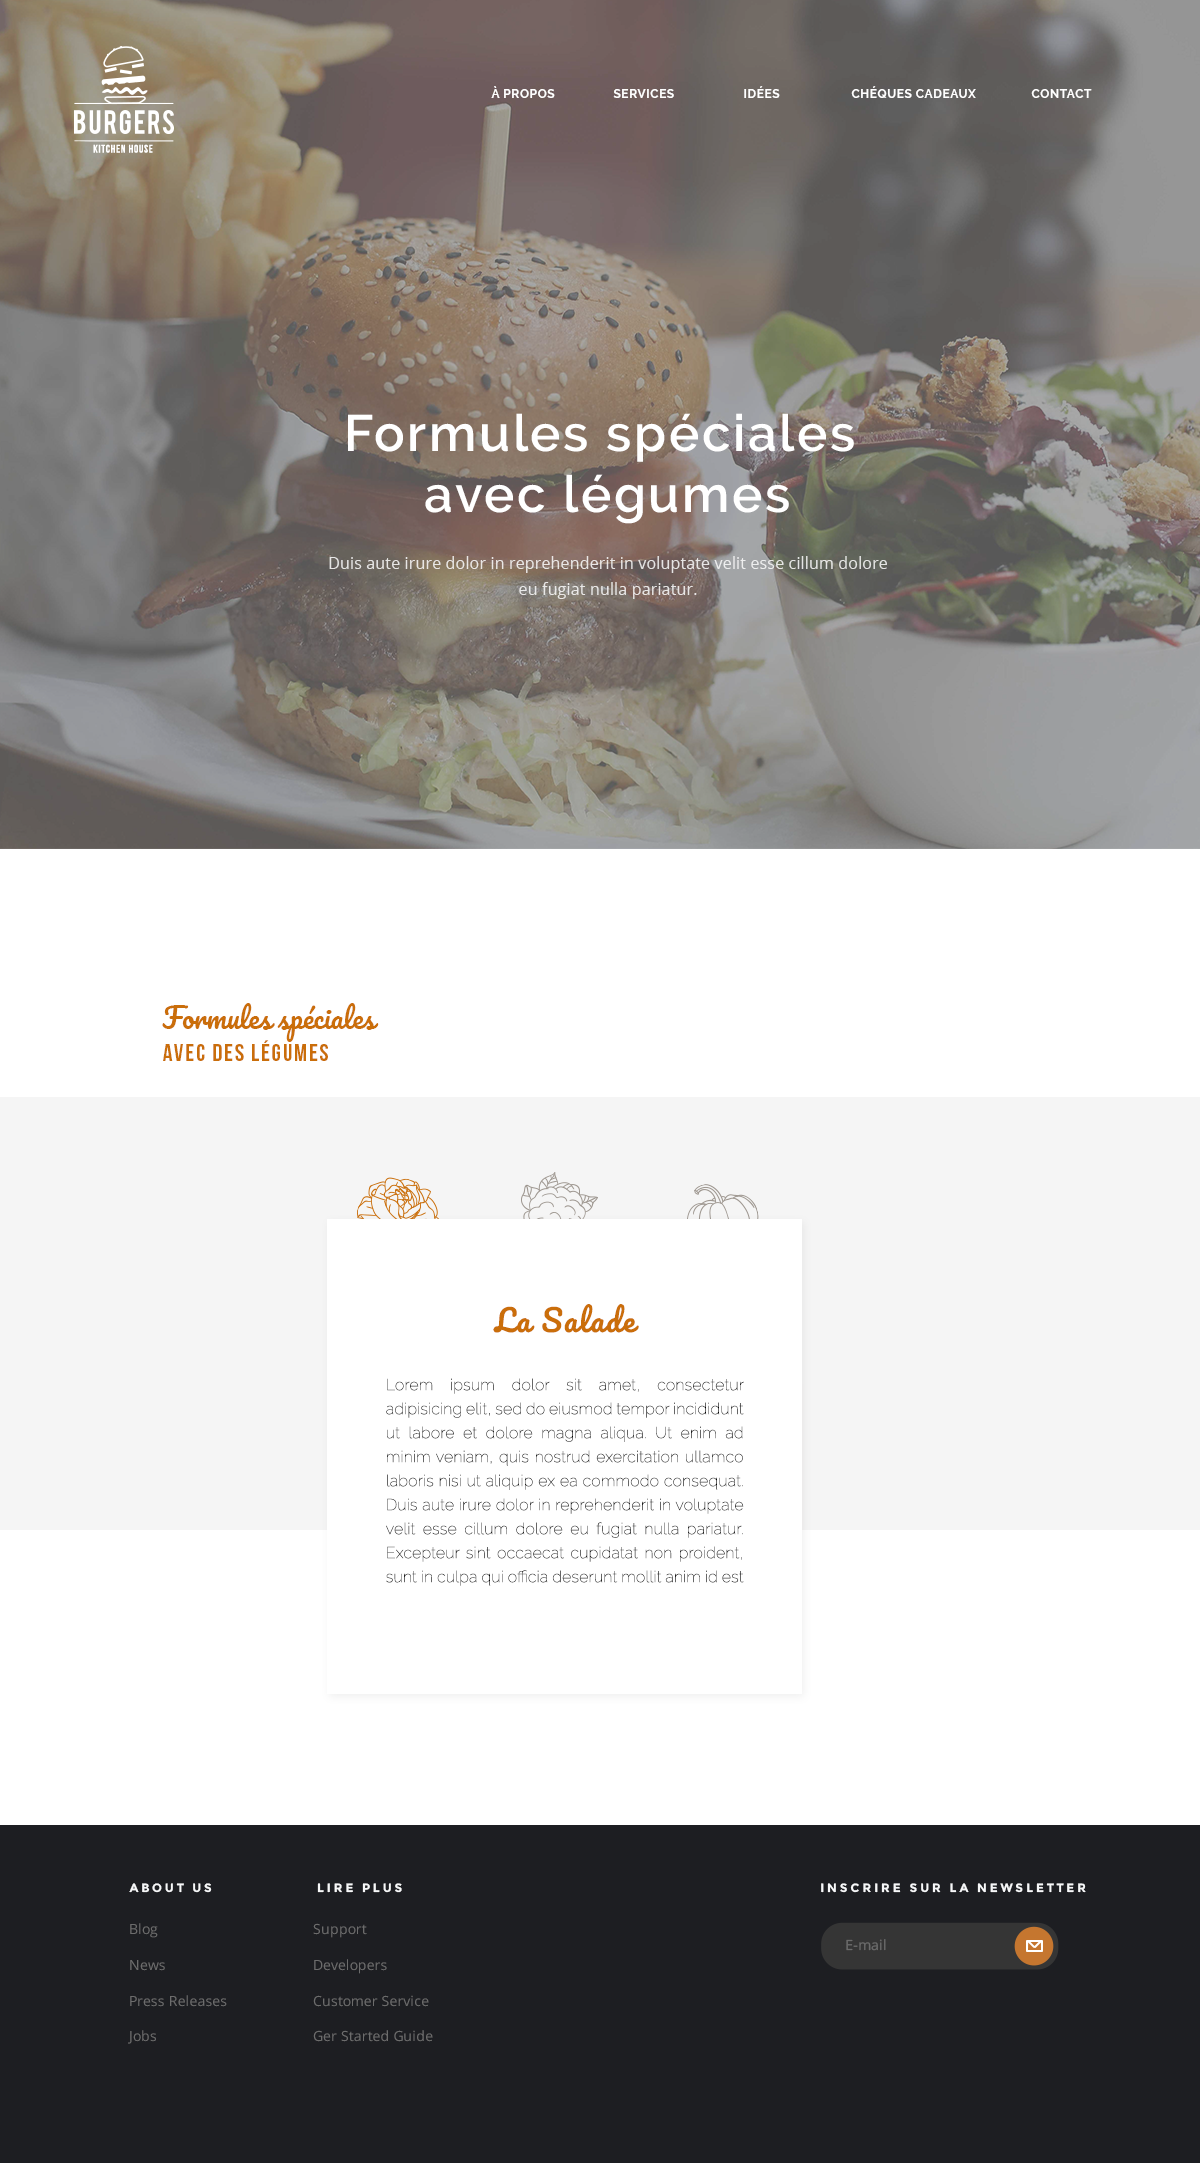 BURGERS
KITCHEN HOUSE
À PROPOS
SERVICES
IDÉES
CHÉQUES CADEAUX
CONTACT
Formules spéciales
avec légumes
Duis aute irure dolor in reprehenderit in voluptate velit esse cillum dolore
eu fugiat nulla pariatur.
Formules spéciales
AVEC DES LÉGUMES
La Salade
Lorem ipsum dolor sit amet, consectetur
adipisicing elit, sed do eiusmod tempor incididunt
ut labore et dolore magna aliqua. Ut enim ad
minim veniam, quis nostrud exercitation ullamco
laboris nisi ut aliquip ex ea commodo consequat.
Duis aute irure dolor in reprehenderit in voluptate
velit esse cillum dolore eu fugiat nulla pariatur.
Excepteur sint occaecat cupidatat non proident,
sunt in culpa qui officia deserunt mollit anim id est
ABOUT US
Blog
News
Press Releases
Jobs
LIRE PLUS
Support
Developers
Customer Service
Ger Started Guide
INSCRIRE SUR LA NEWSLETTER
E-mail